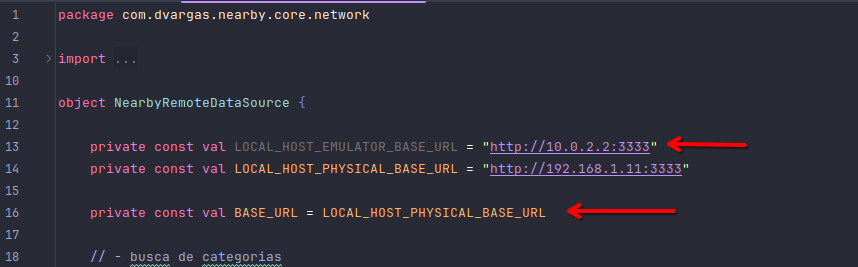 1 package com.dvargas.nearby.core.network
2
3 > import ...
10
11 object NearbyRemoteDataSource {
12
13 private const val LOCAL_HOST_EMULATOR_BASE_URL = "http://10.0.2.2:3333"
14 private const val LOCAL_HOST_PHYSICAL_BASE_URL = "http://192.168.1.11:3333"
15
16 private const val BASE_URL = LOCAL_HOST_PHYSICAL_BASE_URL
17
18 // - busca de categorias